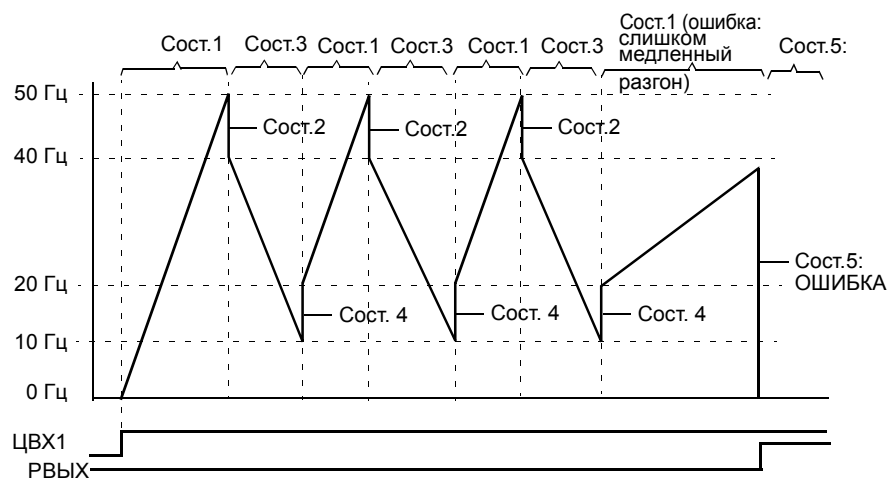 Сост.1 (ошибка:
слишком
медленный
разгон)
Сост.1 Сост.3 Сост.1 Сост.3 Сост.1 Сост.3 Сост.5:
50 Гц
Сост.2 Сост.2 Сост.2
40 Гц
Сост.5:
ОШИБКА
20 Гц
Сост. 4 Сост. 4 Сост. 4
10 Гц
0 Гц
ЦВХ1
РВЫХ